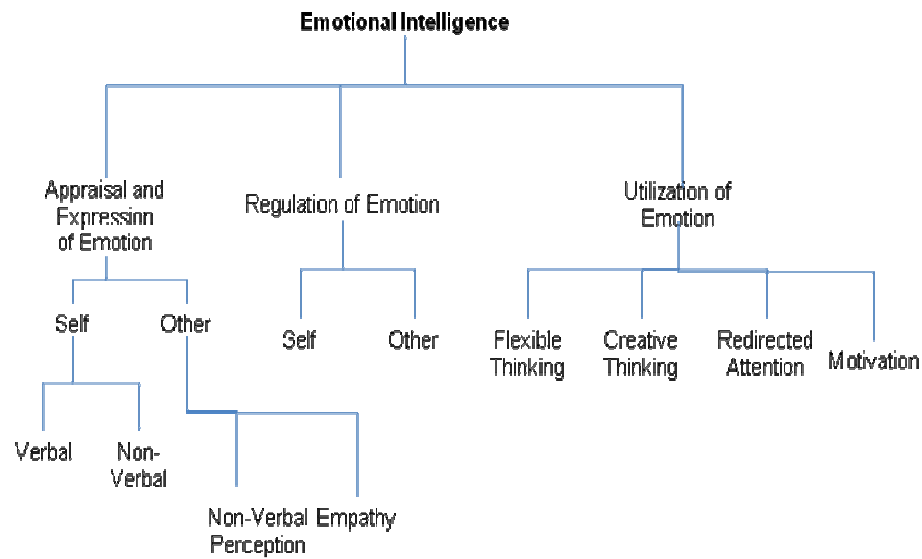 Emotional Intelligence
Appraisal and
Expression
of Emotion
Regulation of Emotion
Utilization of
Emotion
Self
Other
Self
Other
Flexible
Thinking
Creative
Thinking
Redirected
Attention
Motivation
Verbal
Non-
Verbal
Non-Verbal Empathy
Perception